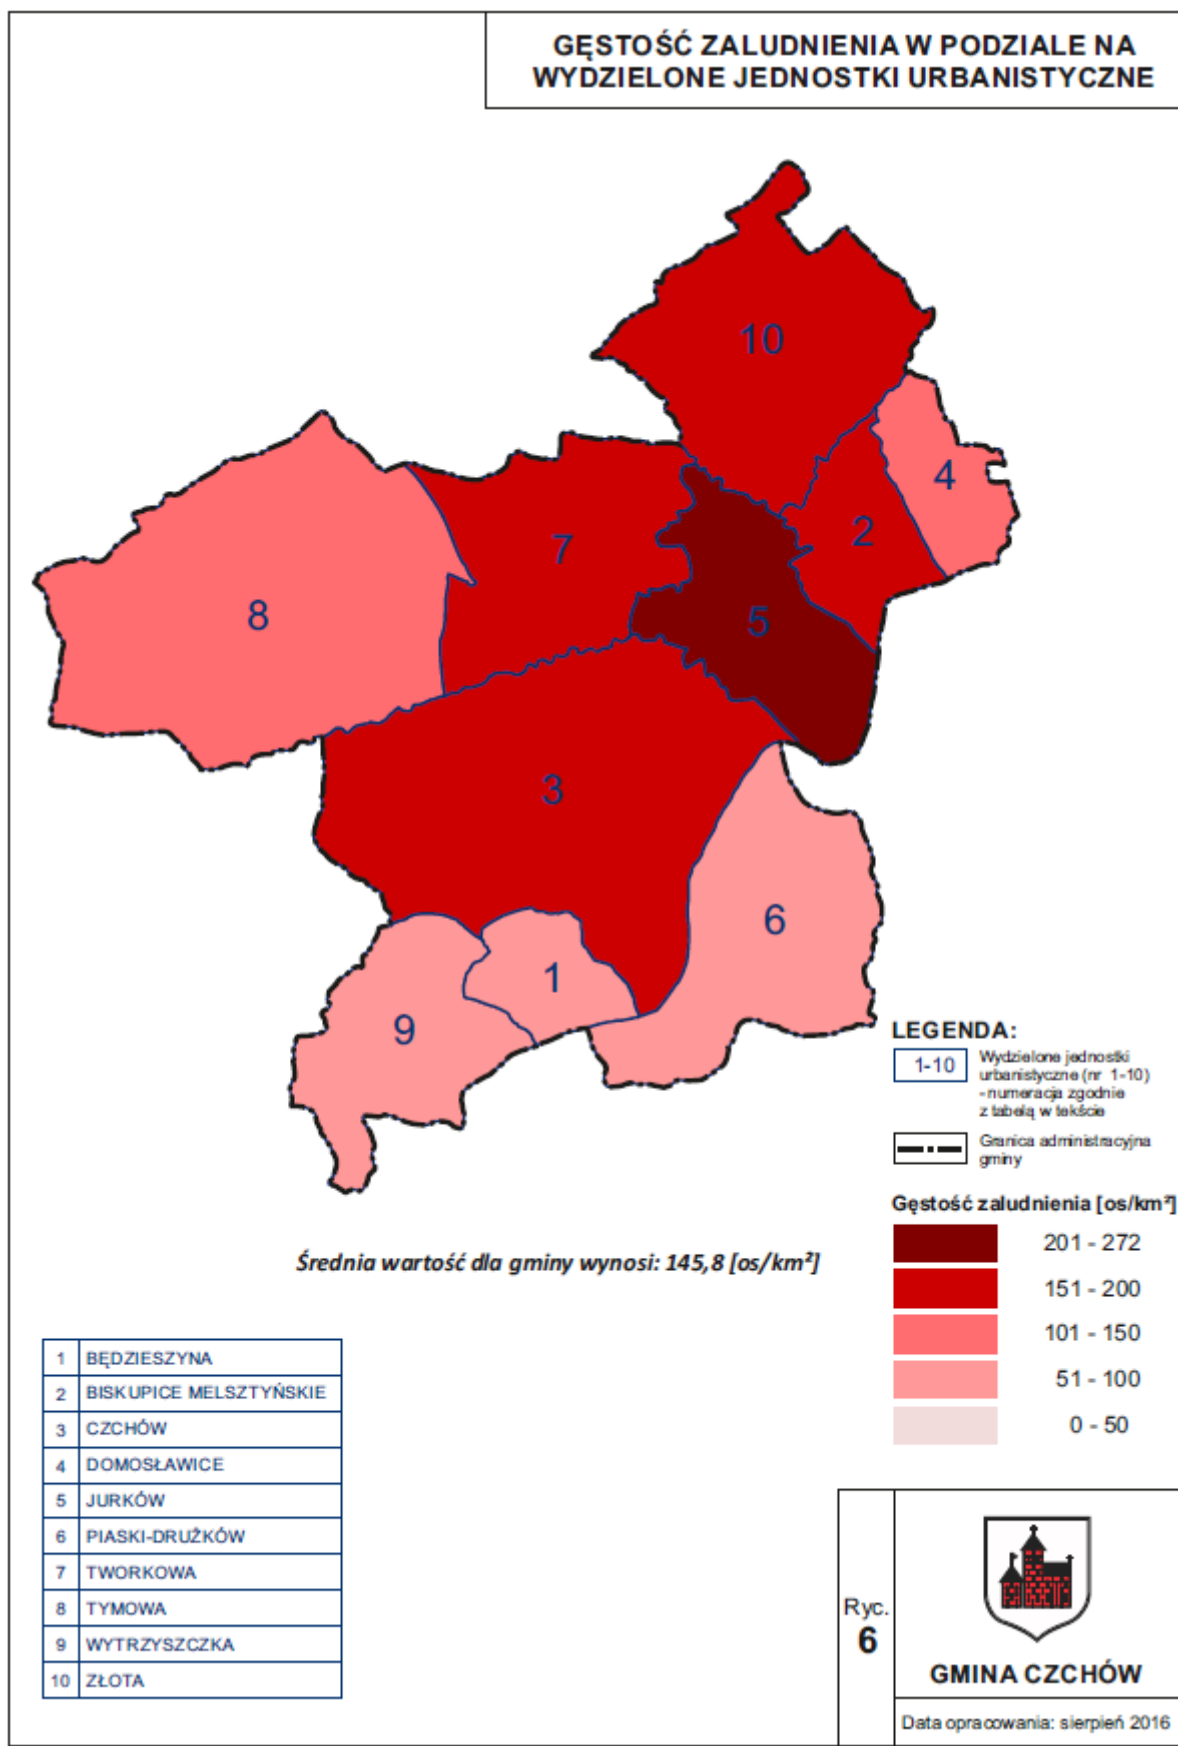 GĘSTOŚĆ ZALUDNIENIA W PODZIALE NA
WYDZIELONE JEDNOSTKI URBANISTYCZNE
10
4
2
7
5
8
3
6
1
9
LEGENDA:
1-10
Wydzielone jednostki
urbanistyczne (nr 1-10)
- numeracja zgodnie
z tabelą w tekście
Granica administracyjna
gminy
Gęstość zaludnienia [os/km²]
201 - 272
151 - 200
101 - 150
51 - 100
0 - 50
Średnia wartość dla gminy wynosi: 145,8 [os/km²]
1 BĘDZIESZYNA
2 BISKUPICE MELSZTYŃSKIE
3 CZCHÓW
4 DOMOSŁAWICE
5 JURKÓW
6 PIASKI-DRUŻKÓW
7 TWORKOWA
8 TYMOWA
9 WYTRZYSZCZKA
10 ZŁOTA
Ryc.
6
GMINA CZCHÓW
Data opracowania: sierpień 2016